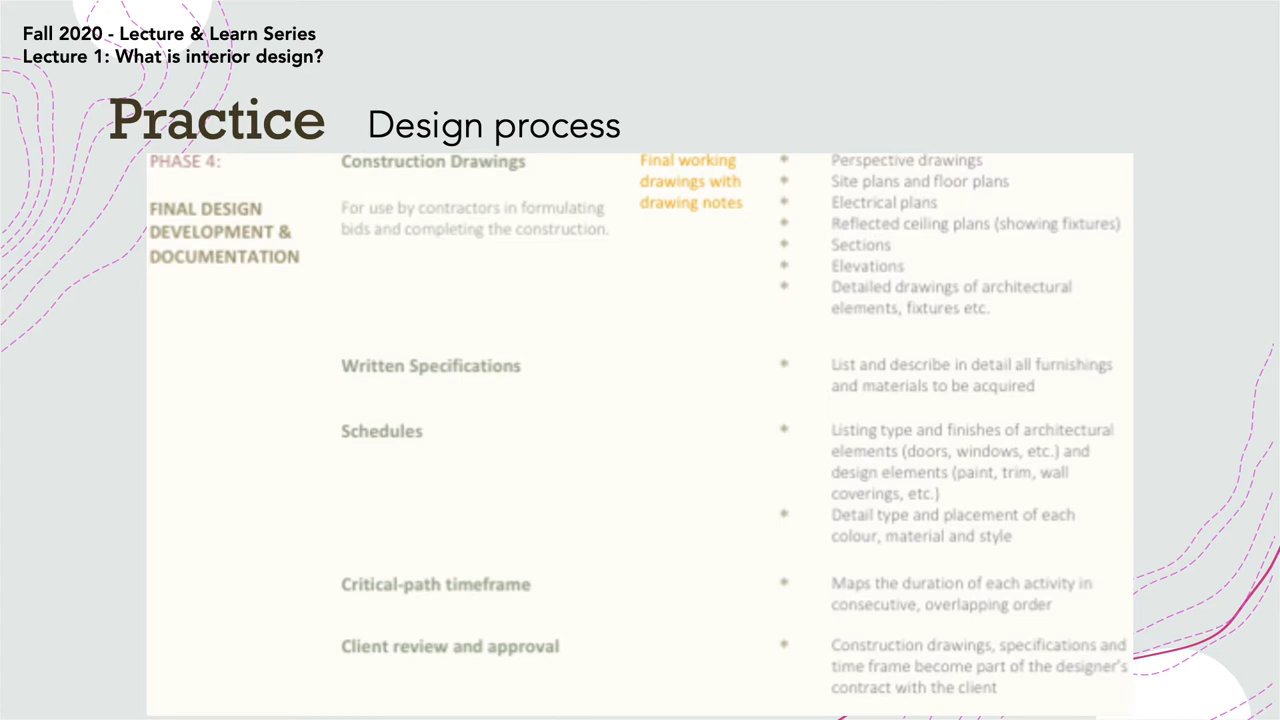 Fall 2020 - Lecture & Learn Series
Lecture 1: What is interior design?
Practice Design process
PHASE 4:
FINAL DESIGN
DEVELOPMENT &
DOCUMENTATION
Construction Drawings
For use by contractors in formulating
bids and completing the construction.
Final working
drawings with
drawing notes
* Perspective drawings
* Site plans and floor plans
* Electrical plans
* Reflected ceiling plans (showing fixtures)
* Sections
* Elevations
* Detailed drawings of architectural
elements, fixtures etc.
Written Specifications
* List and describe in detail all furnishings
and materials to be acquired
Schedules
* Listing type and finishes of architectural
elements (doors, windows, etc.) and
design elements (paint, trim, wall
coverings, etc.)
* Detail type and placement of each
colour, material and style
Critical-path timeframe
* Maps the duration of each activity in
consecutive, overlapping order
Client review and approval
* Construction drawings, specifications and
time frame become part of the designer's
contract with the client